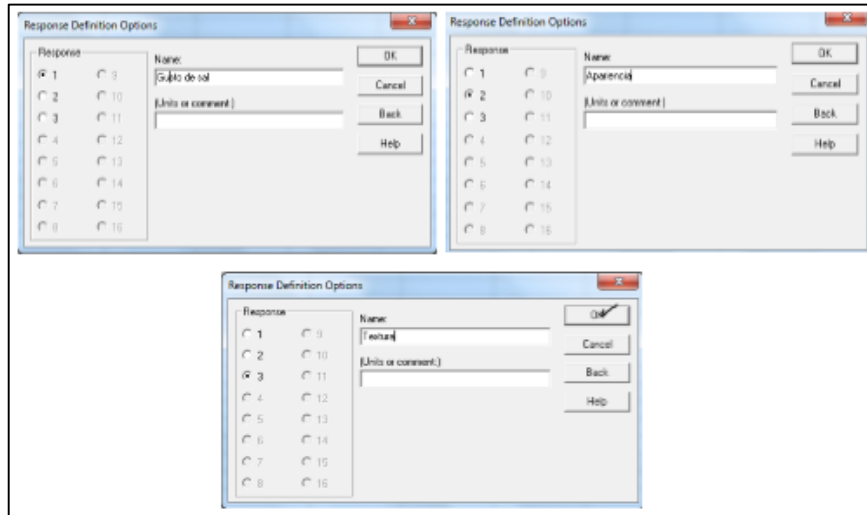 Response Definition Options
Response
1 9
2 10
3 11
4 12
5 13
6 14
7 15
8 16
Name:
Gusto de sal
(Units or comment:)
OK
Cancel
Back
Help
Response Definition Options
Response
1 9
2 10
3 11
4 12
5 13
6 14
7 15
8 16
Name:
Aparencia
(Units or comment:)
OK
Cancel
Back
Help
Response Definition Options
Response
1 9
2 10
3 11
4 12
5 13
6 14
7 15
8 16
Name:
Textura
(Units or comment:)
OK
Cancel
Back
Help